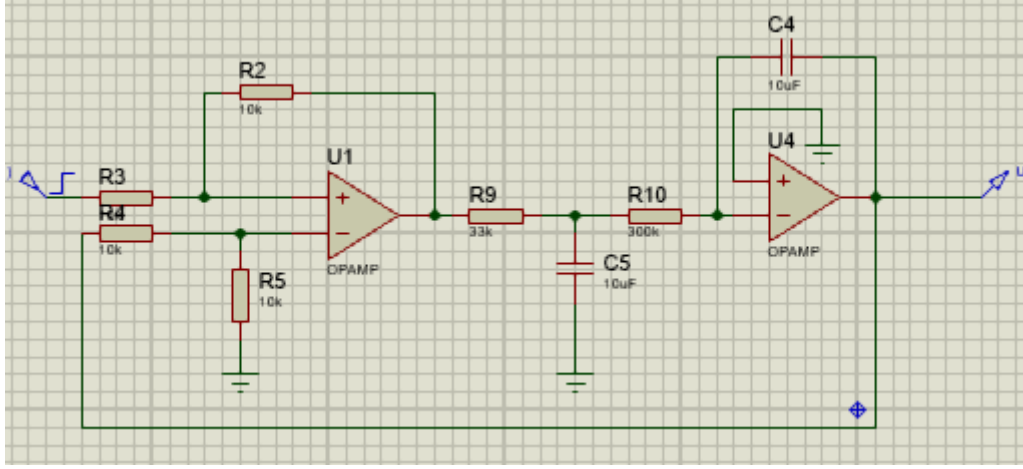 C4
10uF
R2
10k
U1
U4
R3
R4
10k
R9
33k
R10
300k
+
−
+
−
OPAMP
OPAMP
R5
10k
C5
10uF